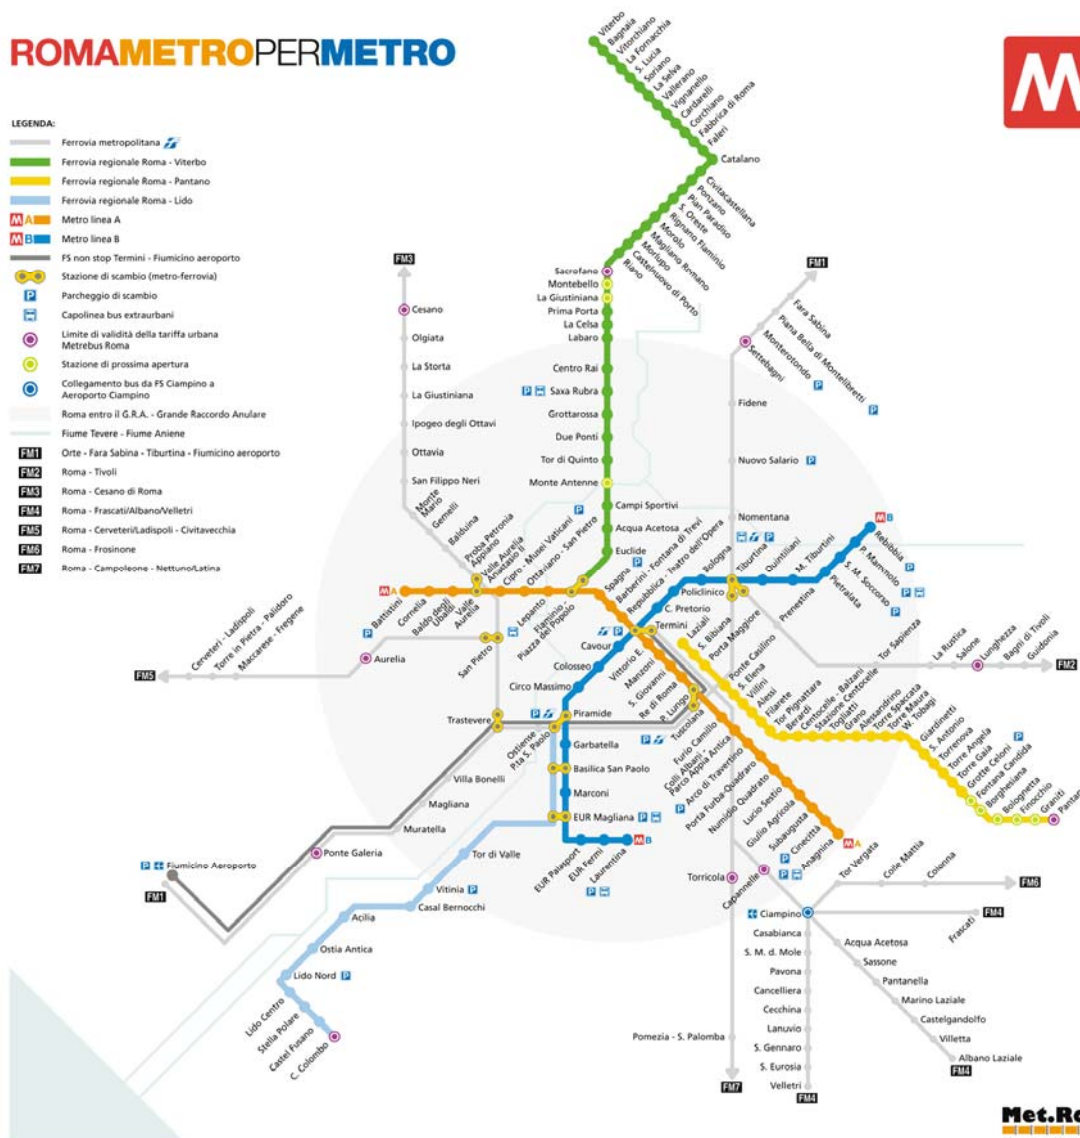 ROMAMETROPERMETRO
M
LEGENDA:
Ferrovia metropolitana
Ferrovia regionale Roma - Viterbo
Ferrovia regionale Roma - Pantano
Ferrovia regionale Roma - Lido
M A Metro linea A
M B Metro linea B
FS non stop Termini - Fiumicino aeroporto
Stazione di scambio (metro-ferrovia)
P Parcheggio di scambio
Capolinea bus extraurbani
Limite di validità della tariffa urbana
Metrebus Roma
Stazione di prossima apertura
Collegamento bus da FS Ciampino a
Aeroporto Ciampino
Roma entro il G.R.A. - Grande Raccordo Anulare
Fiume Tevere - Fiume Aniene
FM1 Orte - Fara Sabina - Tiburtina - Fiumicino aeroporto
FM2 Roma - Tivoli
FM3 Roma - Cesano di Roma
FM4 Roma - Frascati/Albano/Velletri
FM5 Roma - Cerveteri/Ladispoli - Civitavecchia
FM6 Roma - Frosinone
FM7 Roma - Campoleone - Nettuno/Latina
Viterbo
Bagnaia
Vitorchiano
La Fornacchia
S. Lucia
Soriano
La Selva
Vallerano
Vignanello
Cardarelli
Corchiano
Fabbrica di Roma
Faleri
Catalano
Civitacastellana
Ponzano
Pian Paradiso
S. Oreste
Rignano Flaminio
Morolo
Magliano Rvmano
Morlupo
Castelnuovo di Porto
Riano
Sacrofano
Montebello
La Giustiniana
Prima Porta
La Celsa
Labaro
Centro Rai
P Saxa Rubra
Grottarossa
Due Ponti
Tor di Quinto
Monte Antenne
Campi Sportivi
Acqua Acetosa
Euclide
FM3
Cesano
Olgiata
La Storta
La Giustiniana
Ipogeo degli Ottavi
Ottavia
San Filippo Neri
Monte
Mario
Gemelli
Balduina
Proba Petronia
Appiano
Valle Aurelia
Anastasio II
Cipro - Musei Vaticani
Ottaviano - San Pietro
P
M A
Battistini
P
Cornelia
Baldo degli
Ubaldi
Valle
Aurelia
Lepanto
Flaminio
Piazza
del Popolo
Spagna
P
Barberini - Fontana di Trevi
Repubblica - Teatro dell'Opera
Termini
P
Vittorio E.
Manzoni
S. Giovanni
Re di Roma
P. Lungo
Tuscolana
P
Furio Camillo
Colli Albani -
Parco Appia Antica
Arco di Travertino
P
Porta Furba-Quadraro
Numidio Quadrato
Lucio Sestio
Giulio Agricola
Subaugusta
Cinecittà
P
Anagnina
P
M A
FM1
Fara Sabina
Piana Bella di Montelibretti
P
Monterotondo
P
Settebagni
Fidene
Nuovo Salario P
Nomentana
M B
Rebibbia
P
P. Mammolo
P
S. M. Soccorso
P
Pietralata
M. Tiburtini
Quintiliani
Tiburtina
P
Bologna
Policlinico
C. Pretorio
Cavour
Colosseo
Circo Massimo
Piramide
P
Garbatella
Basilica San Paolo
Marconi
EUR Magliana P
EUR Palasport
EUR Fermi
Laurentina
P
M B
Prenestina
Tor Sapienza
La Rustica
Salone
Lunghezza
Bagni di Tivoli
Guidonia
FM2
Laziali
S. Bibiana
Porta Maggiore
Ponte Casilino
S. Elena
Villini
Alessi
Filarete
Tor Pignattara
Berardi
Centocelle - Balzani
Stazione Centocelle
Togliatti
Grano
Alessandrino
Torre Spaccata
Torre Maura
W. Tobagi
Giardinetti
S. Antonio
Torrenova
Torre Angela
Torre Gaia
Grotte Celoni P
Fontana Candida
Borghesiana
Bolognetta
Finocchio
Graniti
Pantan
FM5
Cerveteri - Ladispoli
Torre in Pietra - Palidoro
Maccarese - Fregene
Aurelia
San Pietro
Trastevere
Ostiense
P.ta S. Paolo
Villa Bonelli
Magliana
Muratella
Ponte Galeria
P Fiumicino Aeroporto
FM1
Tor di Valle
Vitinia P
Casal Bernocchi
Acilia
Ostia Antica
Lido Nord P
Lido Centro
Stella Polare
Castel Fusano
C. Colombo
Torricola
Capannelle
Ciampino
Tor Vergata
Colle Mattia
Colonna
FM6
FM4
Frascati
Casabianca
S. M. d. Mole
Pavona
Cancelliera
Cecchina
Lanuvio
S. Gennaro
S. Eurosia
Velletri
FM4
Acqua Acetosa
Sassone
Pantanella
Marino Laziale
Castelgandolfo
Villetta
Albano Laziale
FM4
Pomezia - S. Palomba
FM7
Met.Ro